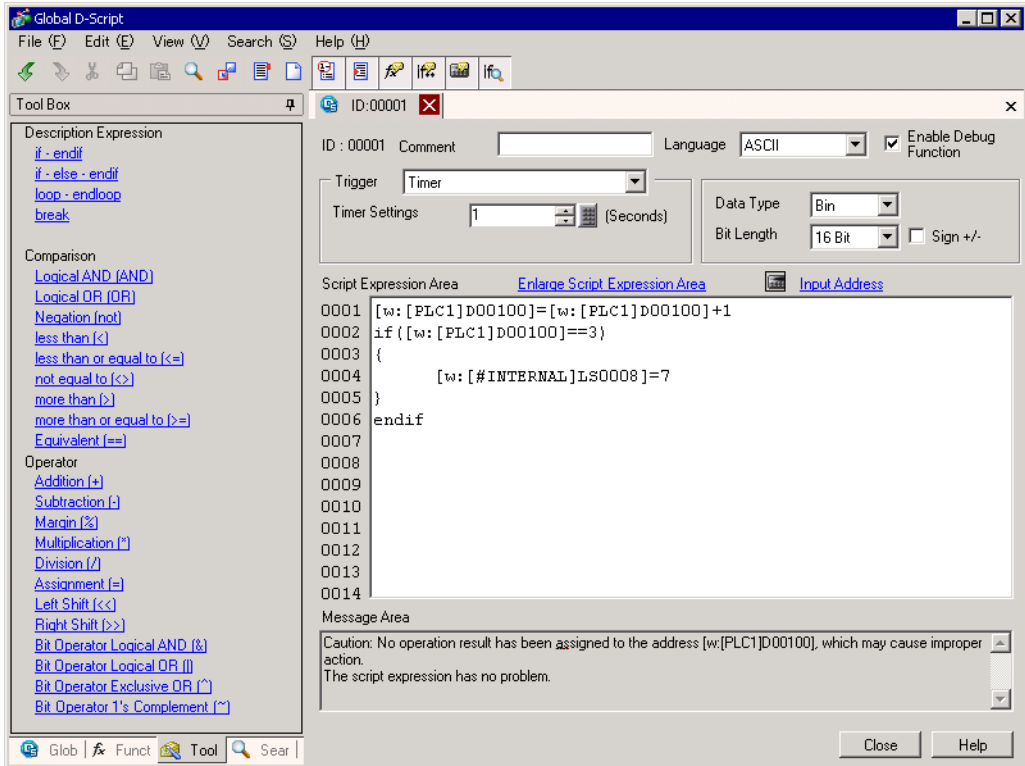 Global D-Script
File (F) Edit (E) View (V) Search (S) Help (H)
Tool Box
Description Expression
if - endif
if - else - endif
loop - endloop
break
Comparison
Logical AND (AND)
Logical OR (OR)
Negation (not)
less than (<)
less than or equal to (<=)
not equal to (<>)
more than (>)
more than or equal to (>=)
Equivalent (==)
Operator
Addition (+)
Subtraction (-)
Margin (%)
Multiplication (*)
Division (/)
Assignment (=)
Left Shift (<<)
Right Shift (>>)
Bit Operator Logical AND (&)
Bit Operator Logical OR (|)
Bit Operator Exclusive OR (^)
Bit Operator 1's Complement (~)
Glob fx Funct Tool Sear
ID:00001
ID : 00001 Comment Language ASCII Enable Debug
Function
Trigger Timer
Timer Settings 1 (Seconds)
Data Type Bin
Bit Length 16 Bit Sign +/-
Script Expression Area Enlarge Script Expression Area Input Address
0001 [w:[PLC1]D00100]=[w:[PLC1]D00100]+1
0002 if([w:[PLC1]D00100]==3)
0003 {
0004 [w:[#INTERNAL]LS0008]=7
0005 }
0006 endif
0007
0008
0009
0010
0011
0012
0013
0014
Message Area
Caution: No operation result has been assigned to the address [w:[PLC1]D00100], which may cause improper
action.
The script expression has no problem.
Close Help